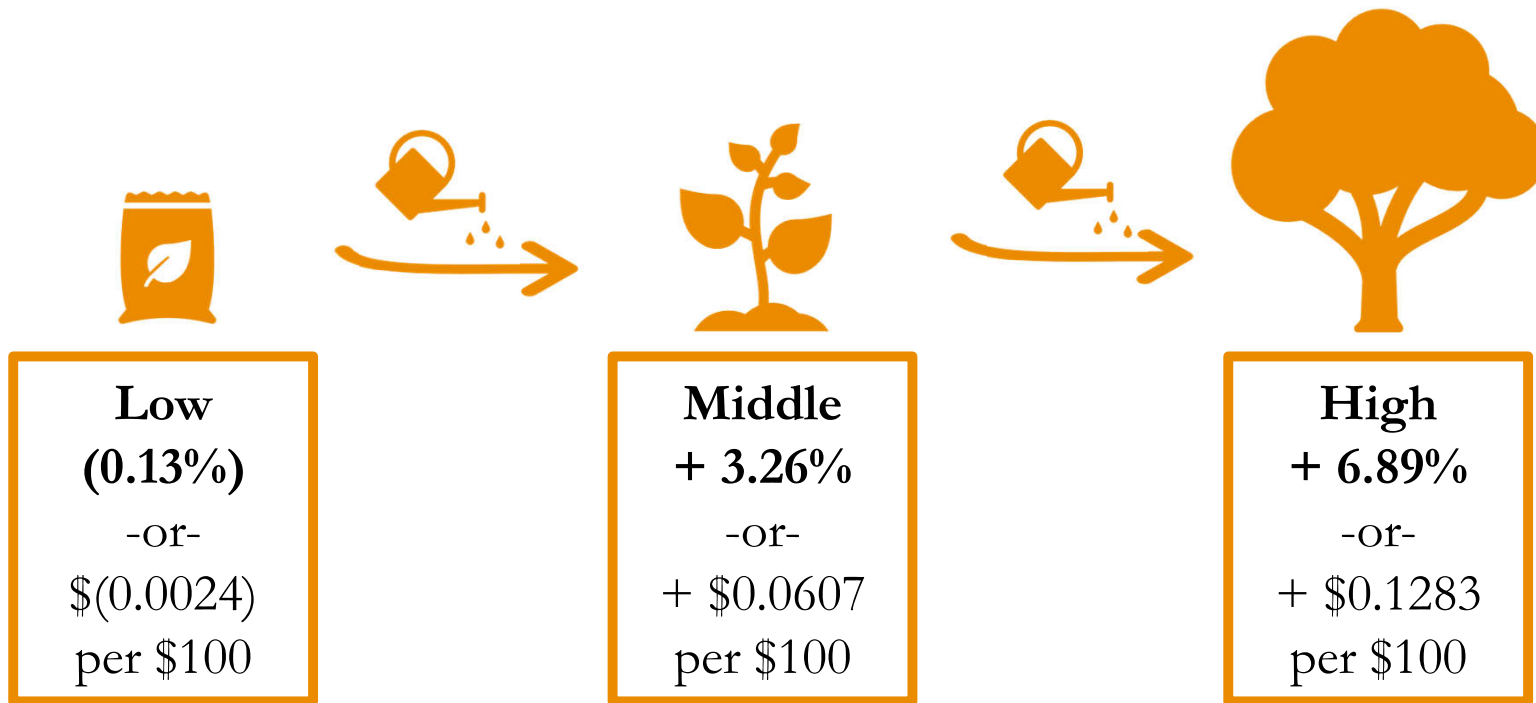 Low
(0.13%)
-or-
$(0.0024)
per $100
Middle
+ 3.26%
-or-
+ $0.0607
per $100
High
+ 6.89%
-or-
+ $0.1283
per $100